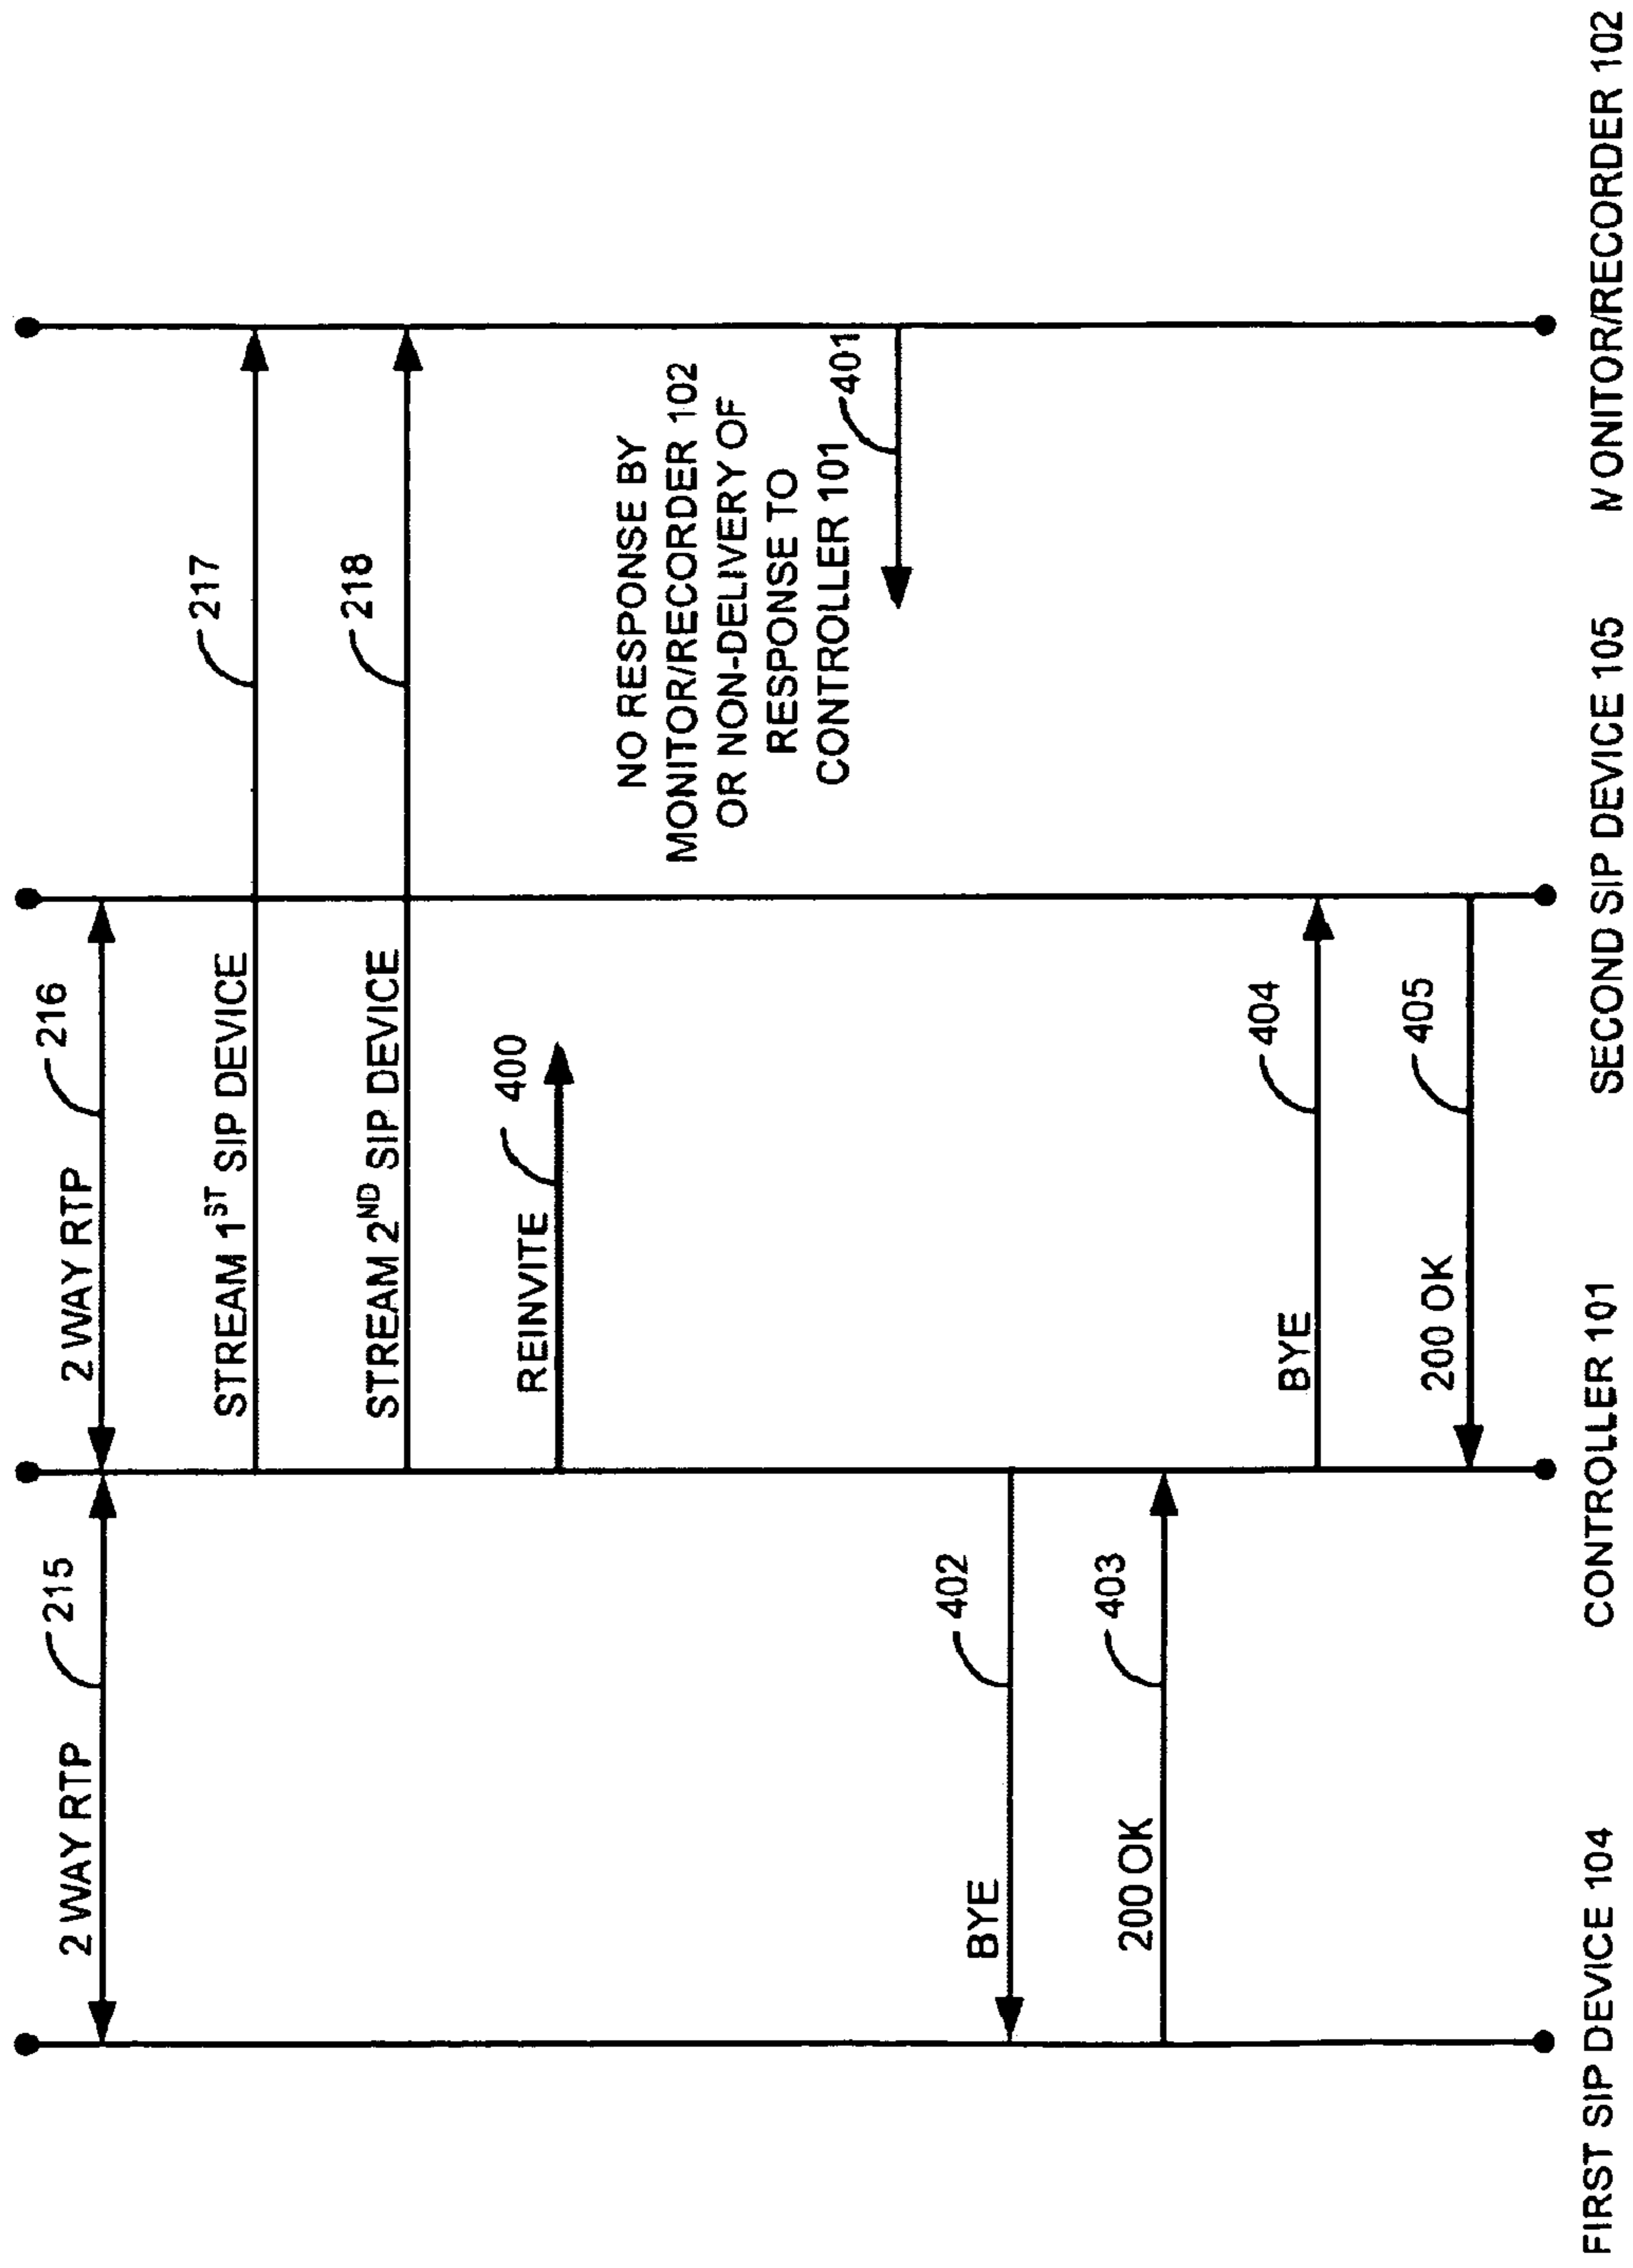 2 WAY RTP
215
2 WAY RTP
216
STREAM 1ST SIP DEVICE
217
STREAM 2ND SIP DEVICE
218
REINVITE
400
NO RESPONSE BY
MONITOR/RECORDER 102
OR NON-DELIVERY OF
RESPONSE TO
CONTROLLER 101
401
BYE
402
200 OK
403
BYE
404
200 OK
405
FIRST SIP DEVICE 104
CONTROLLER 101
SECOND SIP DEVICE 105
MONITOR/RECORDER 102